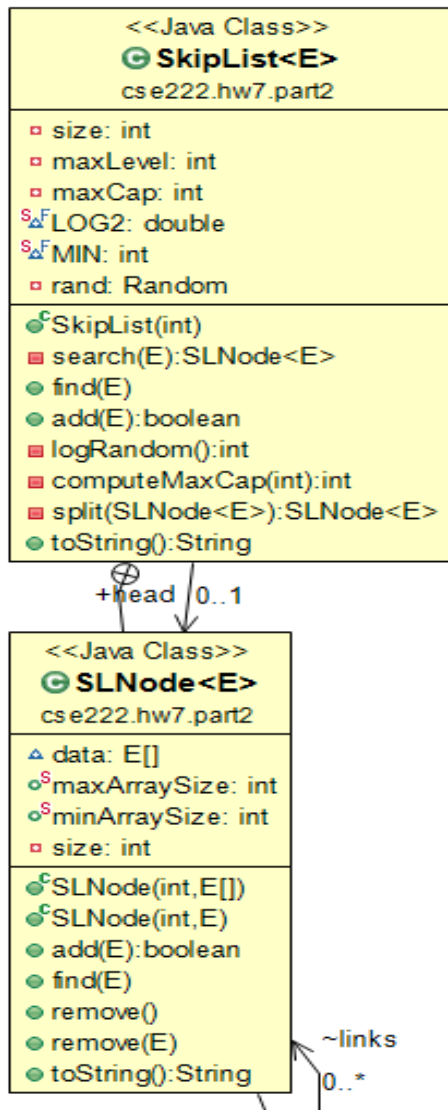 <<Java Class>>
SkipList<E>
cse222.hw7.part2
size: int
maxLevel: int
maxCap: int
LOG2: double
MIN: int
rand: Random
SkipList(int)
search(E):SLNode<E>
find(E)
add(E):boolean
logRandom():int
computeMaxCap(int):int
split(SLNode<E>):SLNode<E>
toString():String
+head 0..1
<<Java Class>>
SLNode<E>
cse222.hw7.part2
data: E[]
maxArraySize: int
minArraySize: int
size: int
SLNode(int,E[])
SLNode(int,E)
add(E):boolean
find(E)
remove()
remove(E)
toString():String
~links
0..*